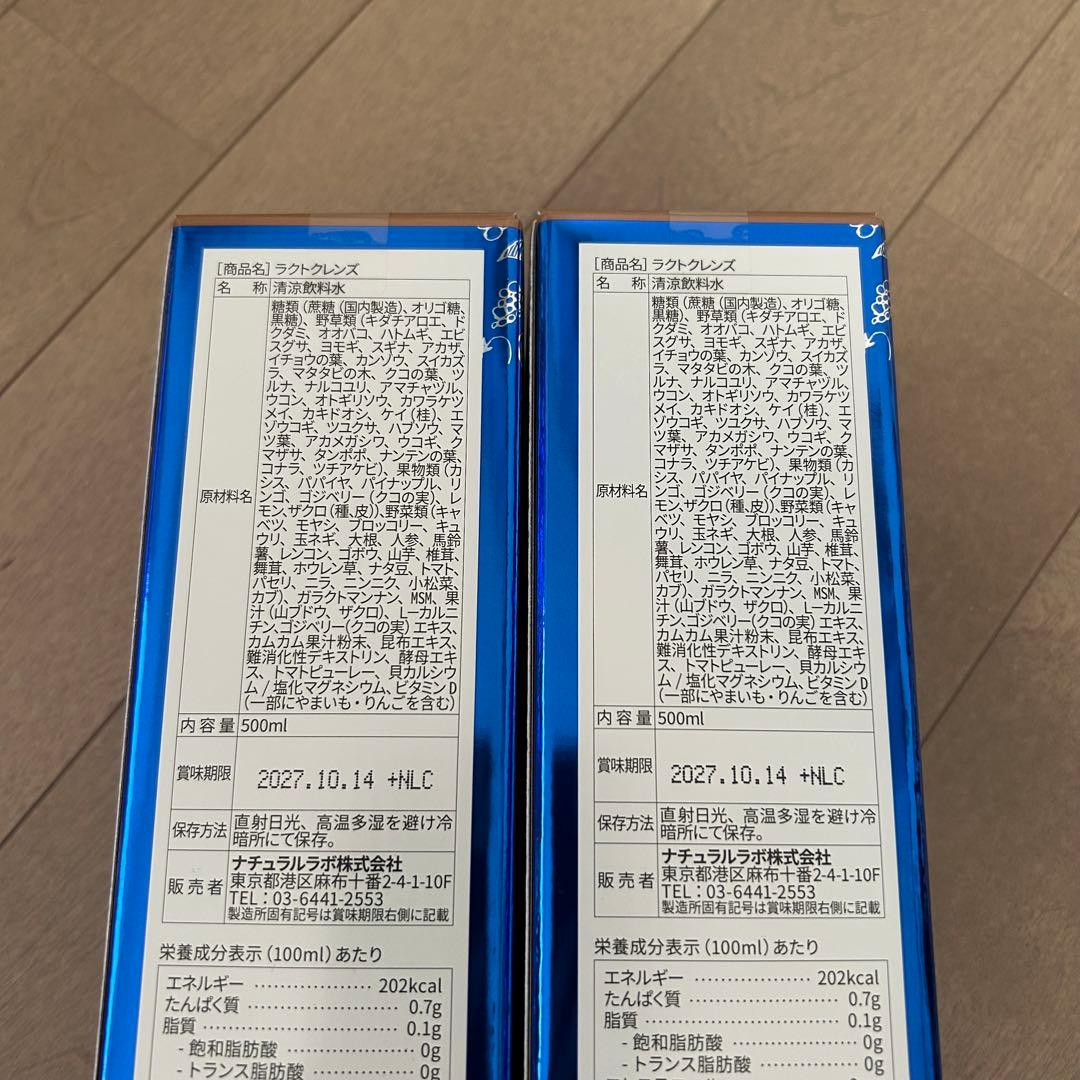 [商品名] ラクトクレンズ
名 称 清涼飲料水
原材料名
糖類 (蔗糖 (国内製造)、オリゴ糖、
黒糖)、野草類 (キダチアロエ、ド
クダミ、オオバコ、ハトムギ、エビ
スグサ、ヨモギ、スギナ、アカザ、
イチョウの葉、カンゾウ、スイカズ
ラ、マタタビの木、クコの葉、ツ
ルナ、ナルコユリ、アマチャヅル、
ウコン、オトギリソウ、カワラケツ
メイ、カキドオシ、ケイ(桂)、エ
ゾウコギ、ツユクサ、ハブソウ、マ
ツ葉、アカメガシワ、ウコギ、ク
マザサ、タンポポ、ナンテンの葉、
コナラ、ツチアケビ)、果物類 (カ
シス、パパイヤ、パイナップル、リ
ンゴ、ゴジベリー (クコの実)、レ
モン、ザクロ (種、皮))、野菜類 (キャ
ベツ、モヤシ、ブロッコリー、キュ
ウリ、玉ネギ、大根、人参、馬鈴
薯、レンコン、ゴボウ、山芋、椎茸、
舞茸、ホウレン草、ナタ豆、トマト、
パセリ、ニラ、ニンニク、小松菜、
カブ)、ガラクトマンナン、MSM、果
汁 (山ブドウ、ザクロ)、L－カルニ
チン、ゴジベリー(クコの実) エキス、
カムカム果汁粉末、昆布エキス、
難消化性デキストリン、酵母エキ
ス、トマトピューレー、貝カルシウ
ム / 塩化マグネシウム、ビタミンD
(一部にやまいも・りんごを含む)
内容量 500ml
賞味期限 2027.10.14 +NLC
保存方法 直射日光、高温多湿を避け冷
暗所にて保存。
販売者
ナチュラルラボ株式会社
東京都港区麻布十番2-4-1-10F
TEL：03-6441-2553
製造所固有記号は賞味期限右側に記載
栄養成分表示 (100ml) あたり
エネルギー 202kcal
たんぱく質 0.7g
脂質 0.1g
- 飽和脂肪酸 0g
- トランス脂肪酸 0g
[商品名] ラクトクレンズ
名 称 清涼飲料水
原材料名
糖類 (蔗糖 (国内製造)、オリゴ糖、
黒糖)、野草類 (キダチアロエ、ド
クダミ、オオバコ、ハトムギ、エビ
スグサ、ヨモギ、スギナ、アカザ、
イチョウの葉、カンゾウ、スイカズ
ラ、マタタビの木、クコの葉、ツ
ルナ、ナルコユリ、アマチャヅル、
ウコン、オトギリソウ、カワラケツ
メイ、カキドオシ、ケイ(桂)、エ
ゾウコギ、ツユクサ、ハブソウ、マ
ツ葉、アカメガシワ、ウコギ、ク
マザサ、タンポポ、ナンテンの葉、
コナラ、ツチアケビ)、果物類 (カ
シス、パパイヤ、パイナップル、リ
ンゴ、ゴジベリー (クコの実)、レ
モン、ザクロ (種、皮))、野菜類 (キャ
ベツ、モヤシ、ブロッコリー、キュ
ウリ、玉ネギ、大根、人参、馬鈴
薯、レンコン、ゴボウ、山芋、椎茸、
舞茸、ホウレン草、ナタ豆、トマト、
パセリ、ニラ、ニンニク、小松菜、
カブ)、ガラクトマンナン、MSM、果
汁 (山ブドウ、ザクロ)、L－カルニ
チン、ゴジベリー(クコの実) エキス、
カムカム果汁粉末、昆布エキス、
難消化性デキストリン、酵母エキ
ス、トマトピューレー、貝カルシウ
ム / 塩化マグネシウム、ビタミンD
(一部にやまいも・りんごを含む)
内容量 500ml
賞味期限 2027.10.14 +NLC
保存方法 直射日光、高温多湿を避け冷
暗所にて保存。
販売者
ナチュラルラボ株式会社
東京都港区麻布十番2-4-1-10F
TEL：03-6441-2553
製造所固有記号は賞味期限右側に記載
栄養成分表示 (100ml) あたり
エネルギー 202kcal
たんぱく質 0.7g
脂質 0.1g
- 飽和脂肪酸 0g
- トランス脂肪酸 0g